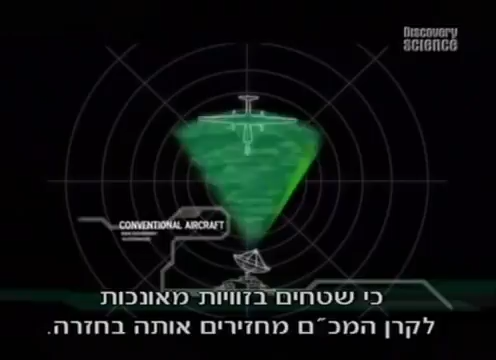 Discovery
SCIENCE
CONVENTIONAL AIRCRAFT
כי שטחים בזוויות מאונכות
לקרן המכ״ם מחזירים אותה בחזרה.